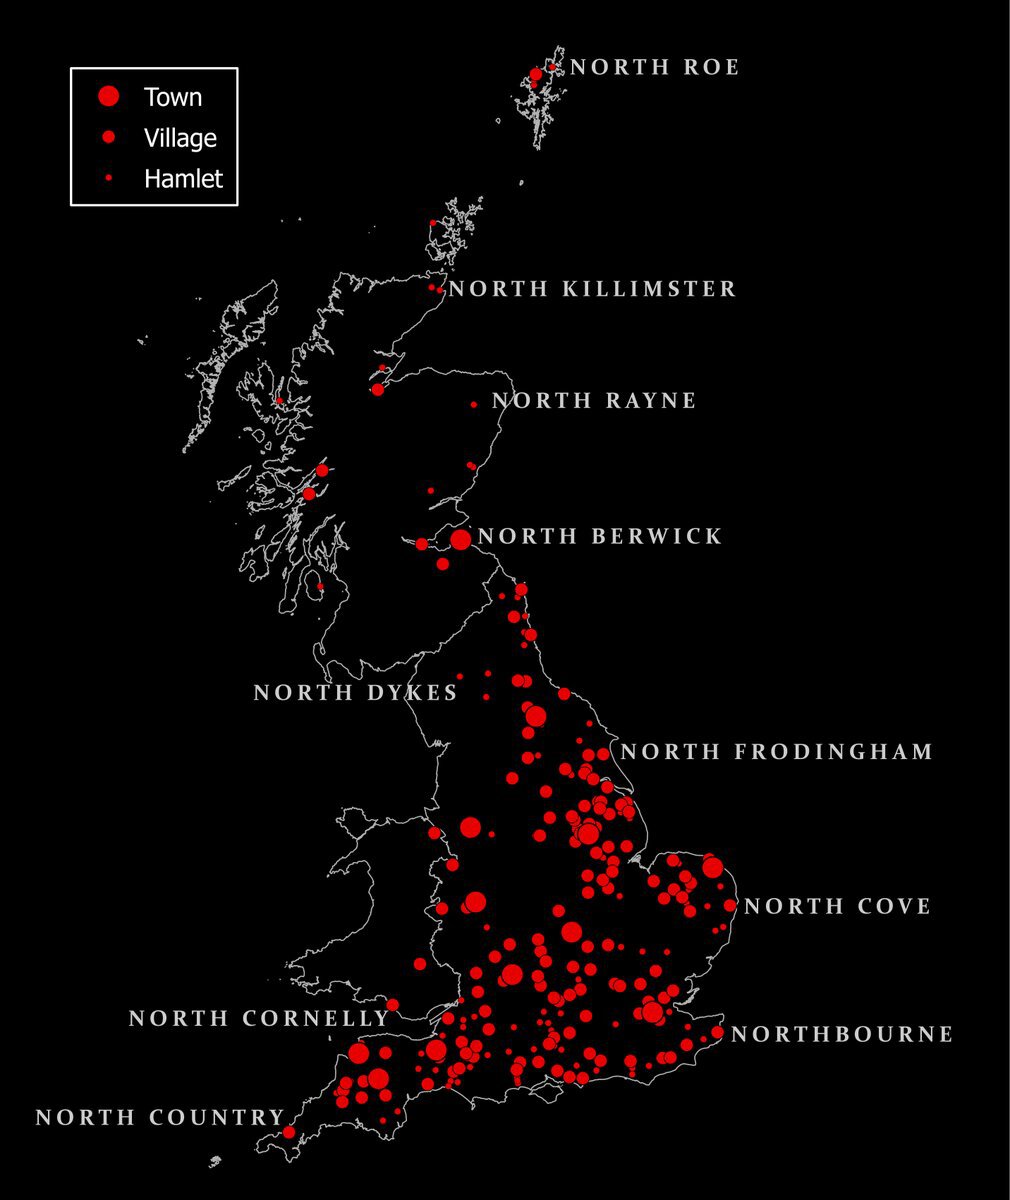 NORTH ROE
Town
Village
Hamlet
NORTH KILLIMSTER
NORTH RAYNE
NORTH BERWICK
NORTH DYKES
NORTH FRODINGHAM
NORTH COVE
NORTH CORNELLY
NORTHBOURNE
NORTH COUNTRY